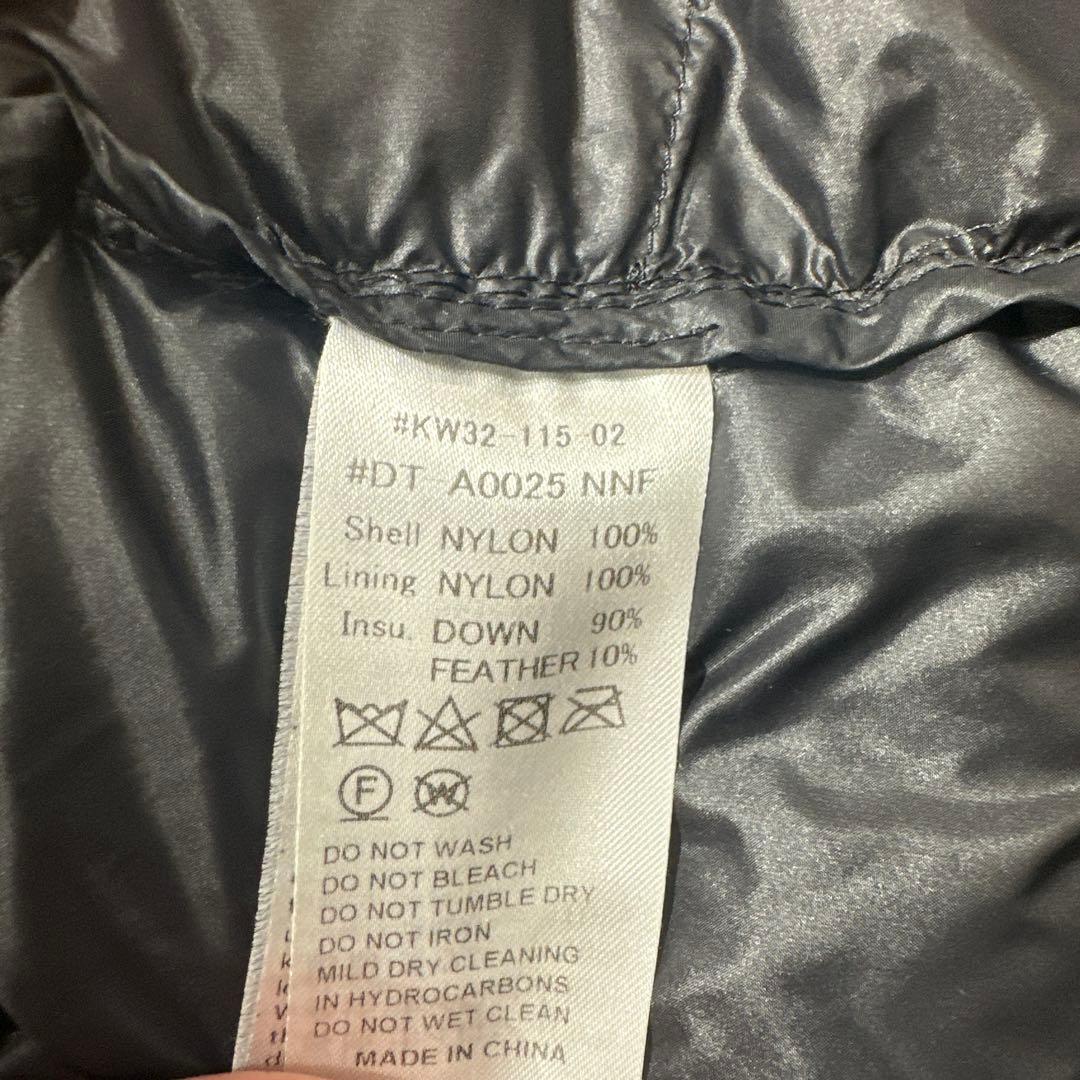 #KW32-115-02
#DT A0025 NNF
Shell NYLON 100%
Lining NYLON 100%
Insu. DOWN 90%
FEATHER 10%
F
W
DO NOT WASH
DO NOT BLEACH
DO NOT TUMBLE DRY
DO NOT IRON
MILD DRY CLEANING
IN HYDROCARBONS
DO NOT WET CLEAN
MADE IN CHINA